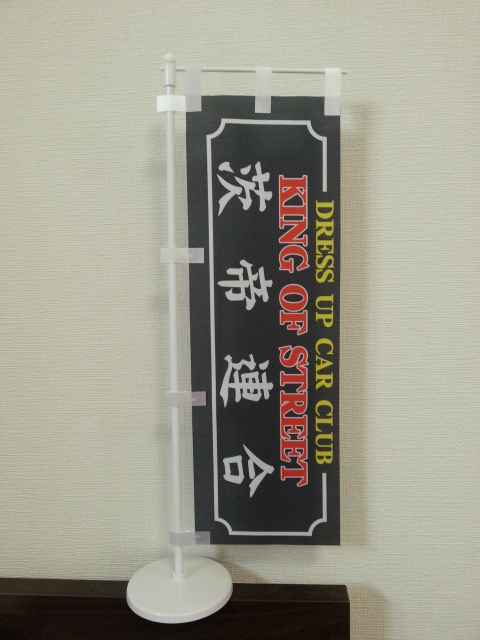 DRESS UP CAR CLUB
KING OF STREET
茨帝連合